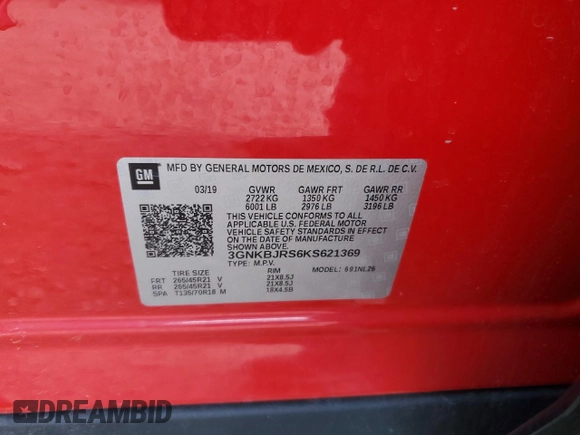 GM
MFD BY GENERAL MOTORS DE MEXICO, S. DE R.L. DE C.V.
03/19 GVWR GAWR FRT GAWR RR
2722 KG 1350 KG 1450 KG
6001 LB 2976 LB 3196 LB
THIS VEHICLE CONFORMS TO ALL
APPLICABLE U.S. FEDERAL MOTOR
VEHICLE SAFETY STANDARDS IN EFFECT
ON THE DATE OF MANUFACTURE SHOWN ABOVE.
3GNKBJRS6KS621369
TYPE: M.P.V. MODEL: 691NL26
TIRE SIZE RIM
FRT 265/45R21 V 21X8.5J
RR 265/45R21 V 21X8.5J
SPA T135/70R18 M 18X4.5B
DREAMBID